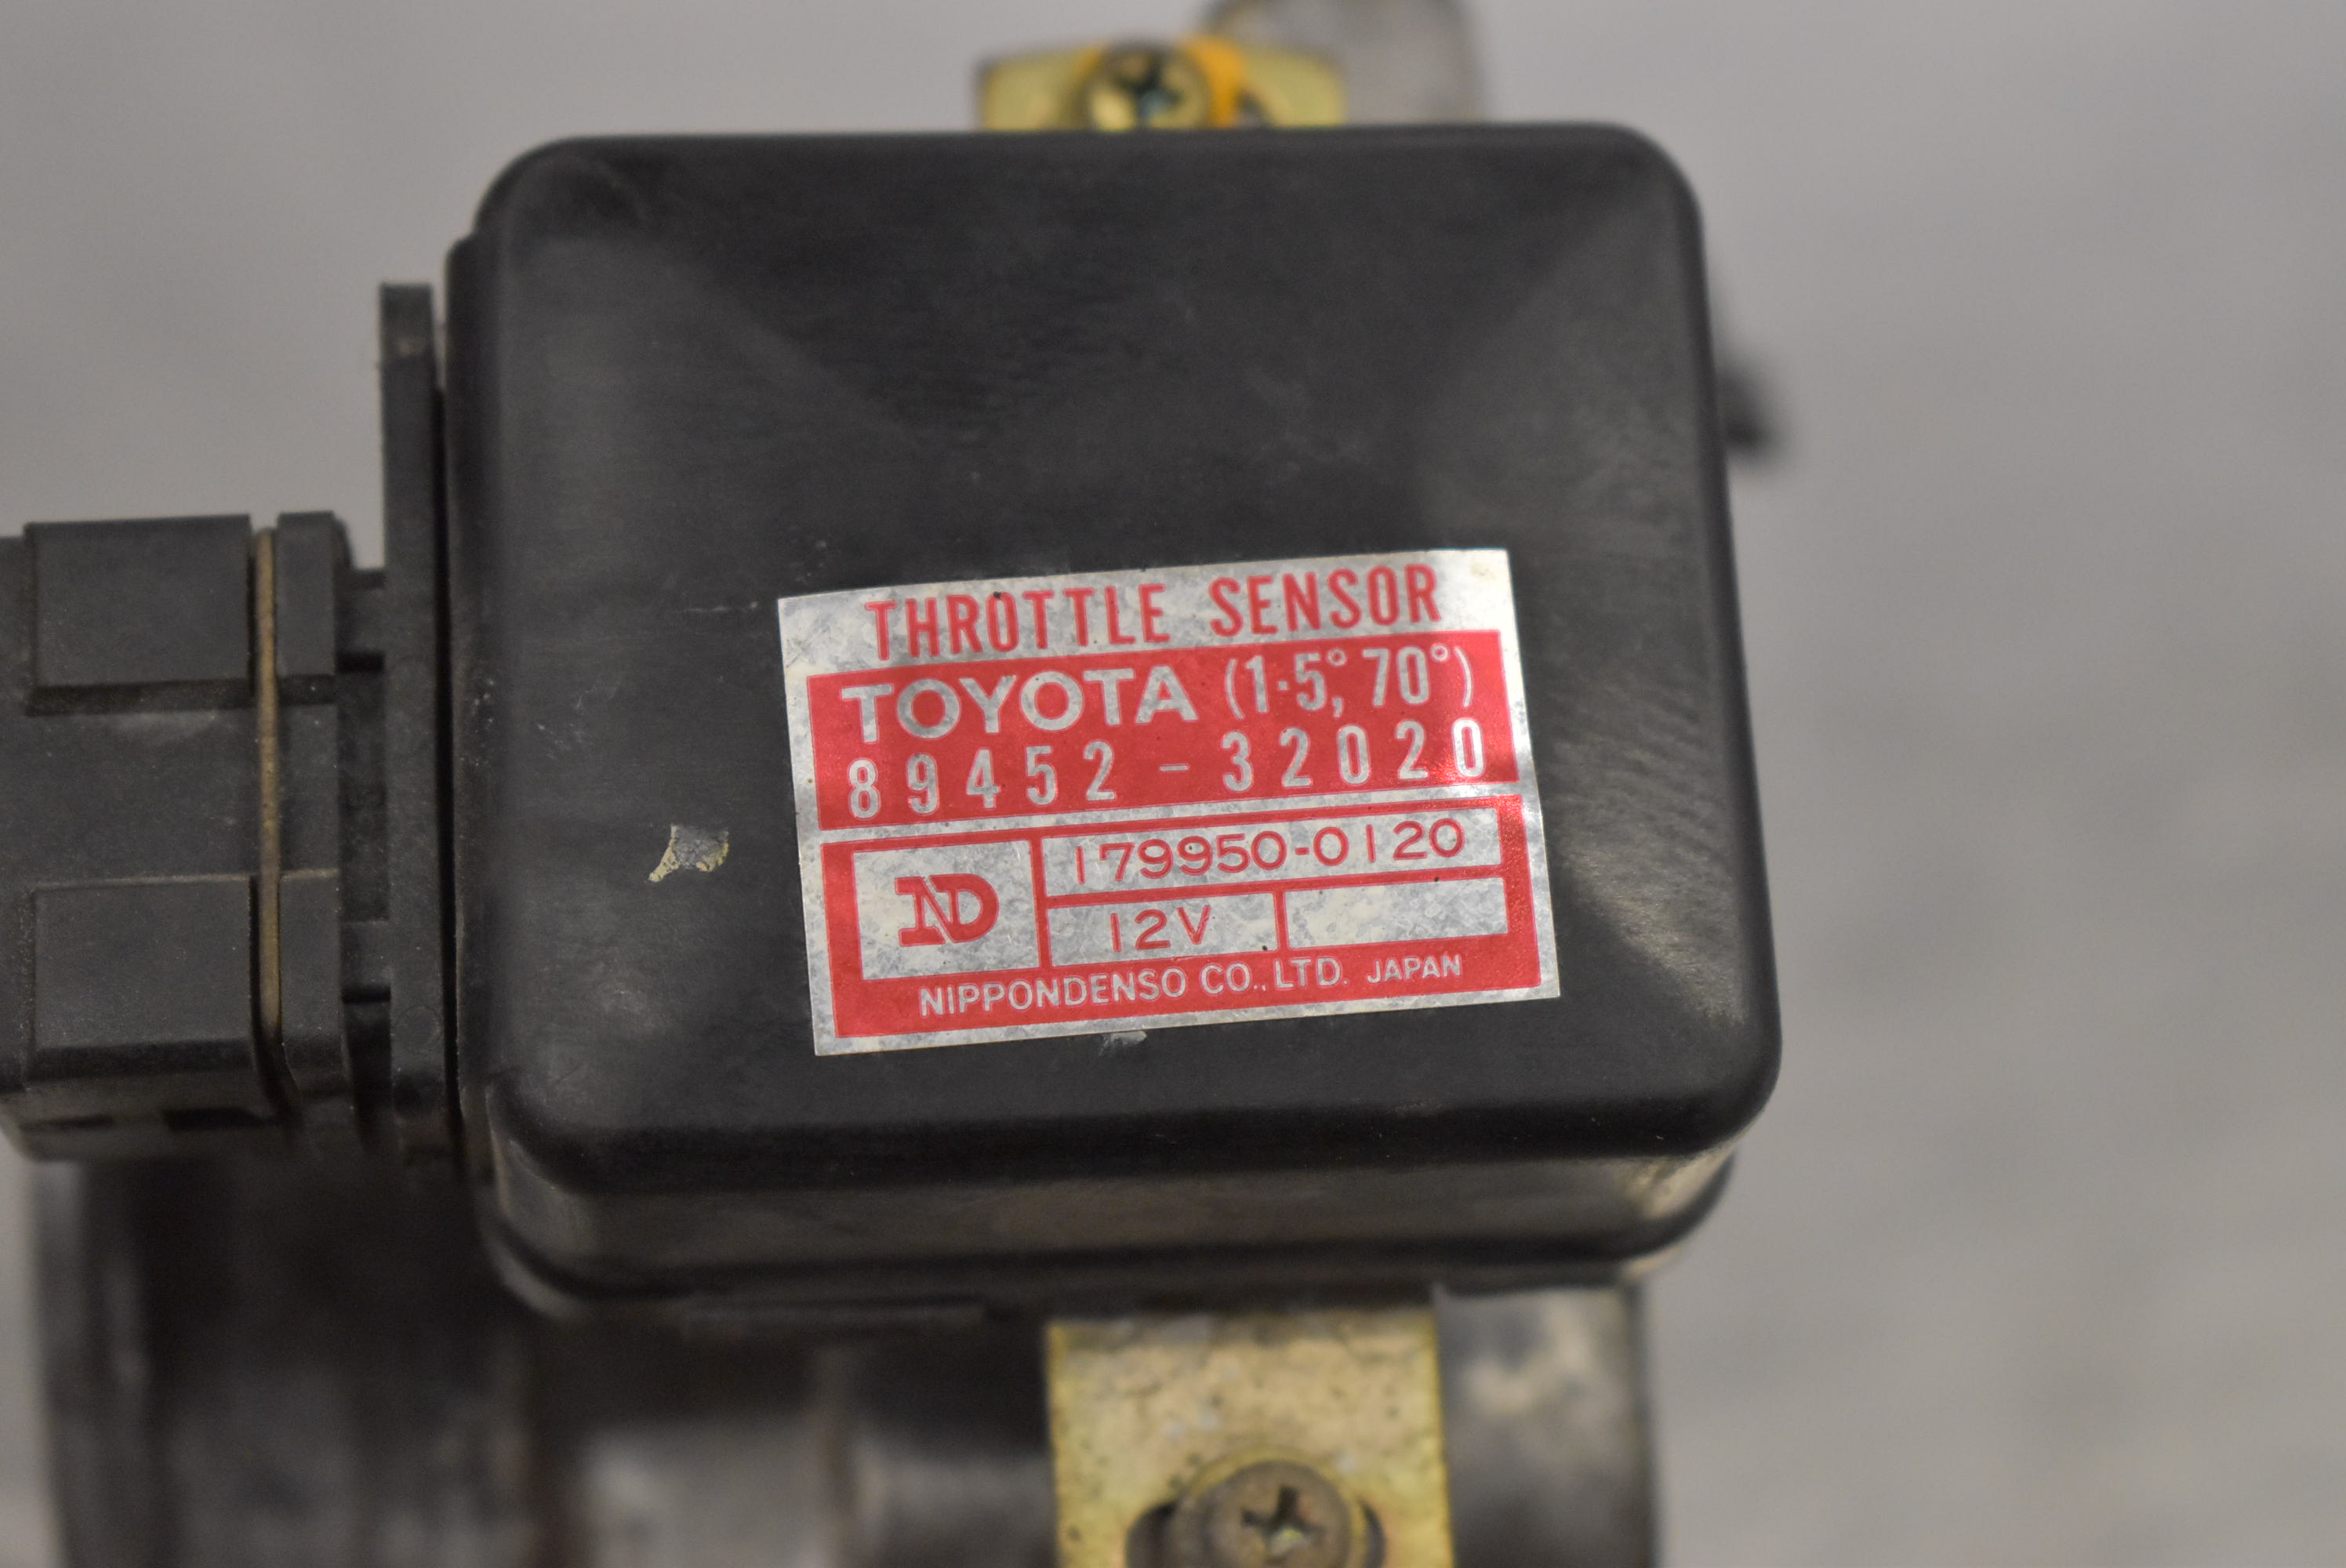 THROTTLE SENSOR
TOYOTA (1·5°, 70°)
89452-32020
179950-0120
ND
12V
NIPPONDENSO CO., LTD. JAPAN